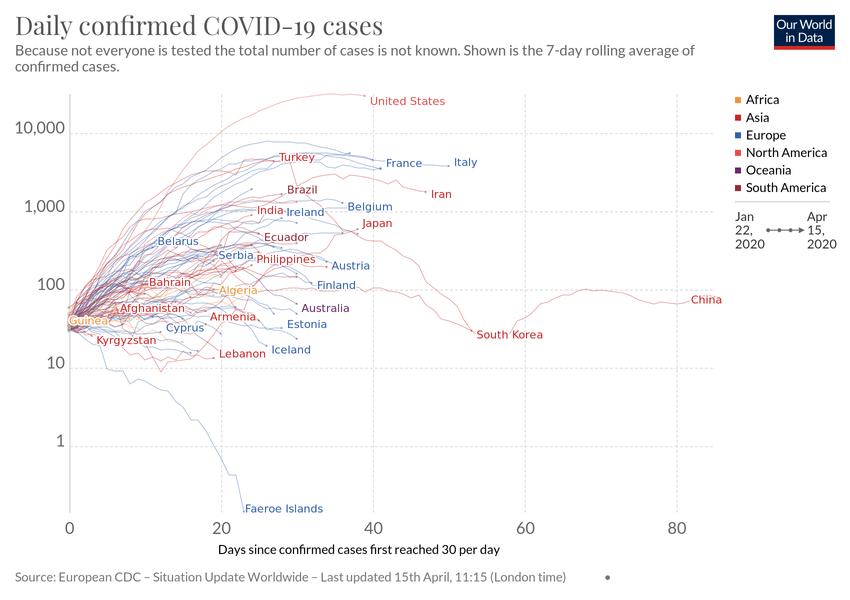 Daily confirmed COVID-19 cases
Our World
in Data
Because not everyone is tested the total number of cases is not known. Shown is the 7-day rolling average of
confirmed cases.
10,000
1,000
100
10
1
0
20
40
60
80
Days since confirmed cases first reached 30 per day
United States
Turkey
France
Italy
Brazil
Iran
India
Ireland
Belgium
Japan
Belarus
Ecuador
Serbia
Philippines
Austria
Bahrain
Algeria
Finland
China
Afghanistan
Australia
Guinea
Armenia
Cyprus
Estonia
South Korea
Kyrgyzstan
Lebanon
Iceland
Faeroe Islands
Africa
Asia
Europe
North America
Oceania
South America
Jan
22,
2020
Apr
15,
2020
Source: European CDC – Situation Update Worldwide – Last updated 15th April, 11:15 (London time)